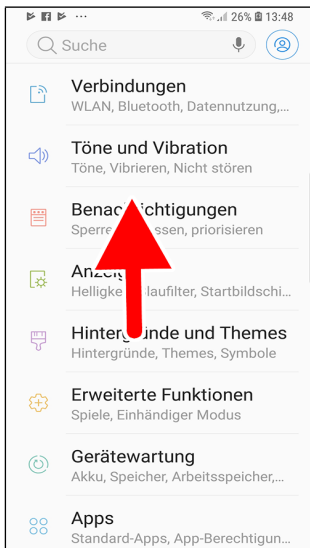 26% 13:48
Suche
Verbindungen
WLAN, Bluetooth, Datennutzung,...
Töne und Vibration
Töne, Vibrieren, Nicht stören
priorisieren
Hintergründe und Themes
Hintergründe, Themes, Symbole
Startbildschi...
Erweiterte Funktionen
Spiele, Einhändiger Modus
Gerätewartung
Akku, Speicher, Arbeitsspeicher,...
Apps
Standard-Apps, App-Berechtigun...